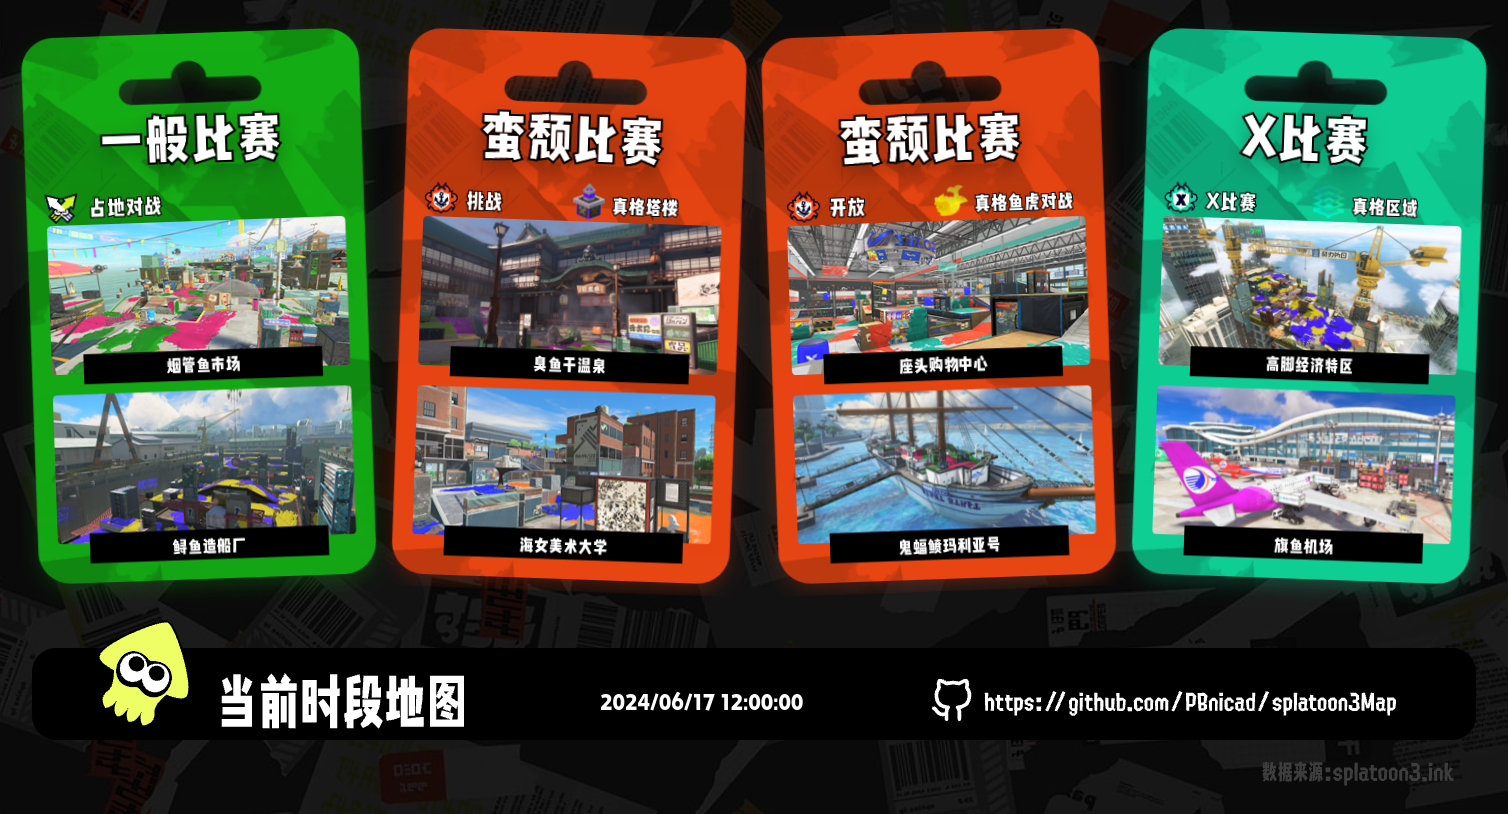 一般比赛
占地对战
烟管鱼市场
鲟鱼造船厂
蛮颓比赛
挑战
真格塔楼
臭鱼干温泉
海女美术大学
蛮颓比赛
开放
真格鱼虎对战
座头购物中心
鬼蝠鲼玛利亚号
X比赛
X比赛
真格区域
高脚经济特区
旗鱼机场
当前时段地图
2024/06/17 12:00:00
https://github.com/PBnicad/splatoon3Map
数据来源:splatoon3.ink